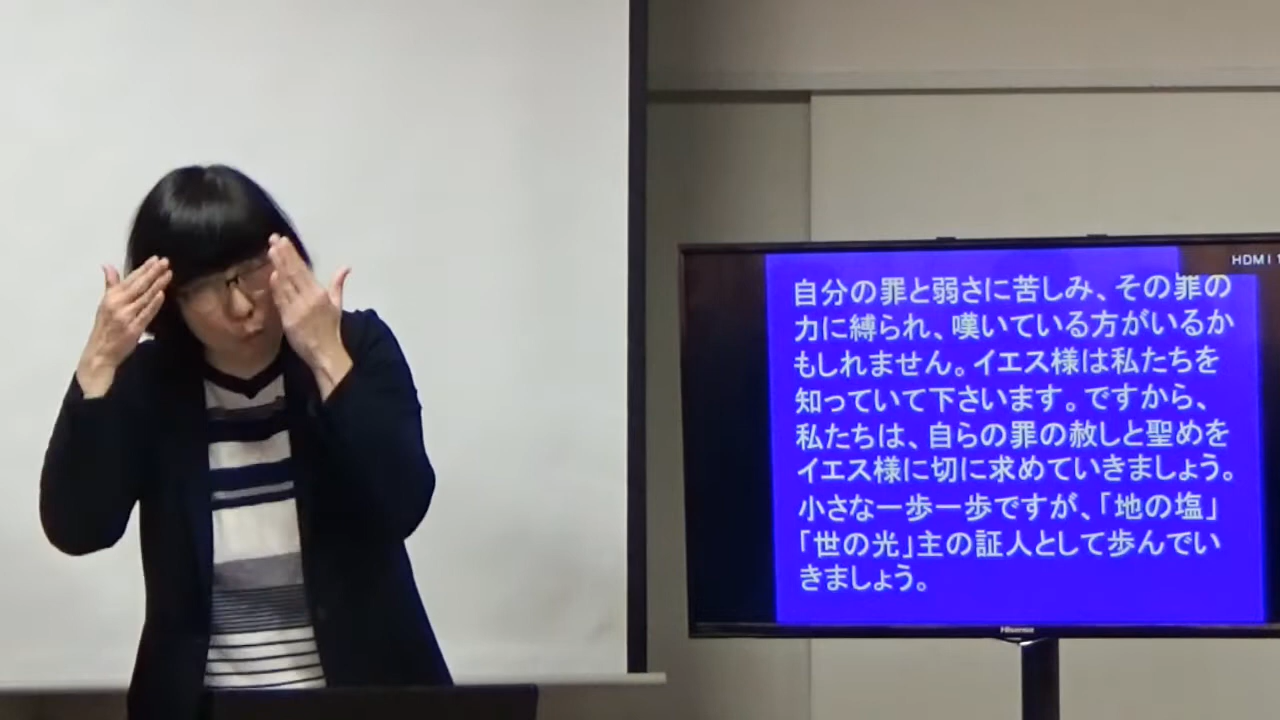 HDMI 1
自分の罪と弱さに苦しみ、その罪の
力に縛られ、嘆いている方がいるか
もしれません。イエス様は私たちを
知っていて下さいます。ですから、
私たちは、自らの罪の赦しと聖めを
イエス様に切に求めていきましょう。
小さな一歩一歩ですが、「地の塩」
「世の光」主の証人として歩んでい
きましょう。
Hisense